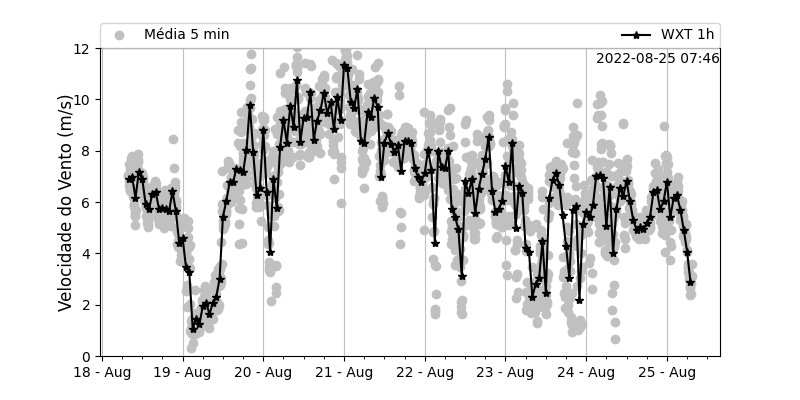 Média 5 min
WXT 1h
2022-08-25 07:46
Velocidade do Vento (m/s)
12
10
8
6
4
2
0
18 - Aug
19 - Aug
20 - Aug
21 - Aug
22 - Aug
23 - Aug
24 - Aug
25 - Aug